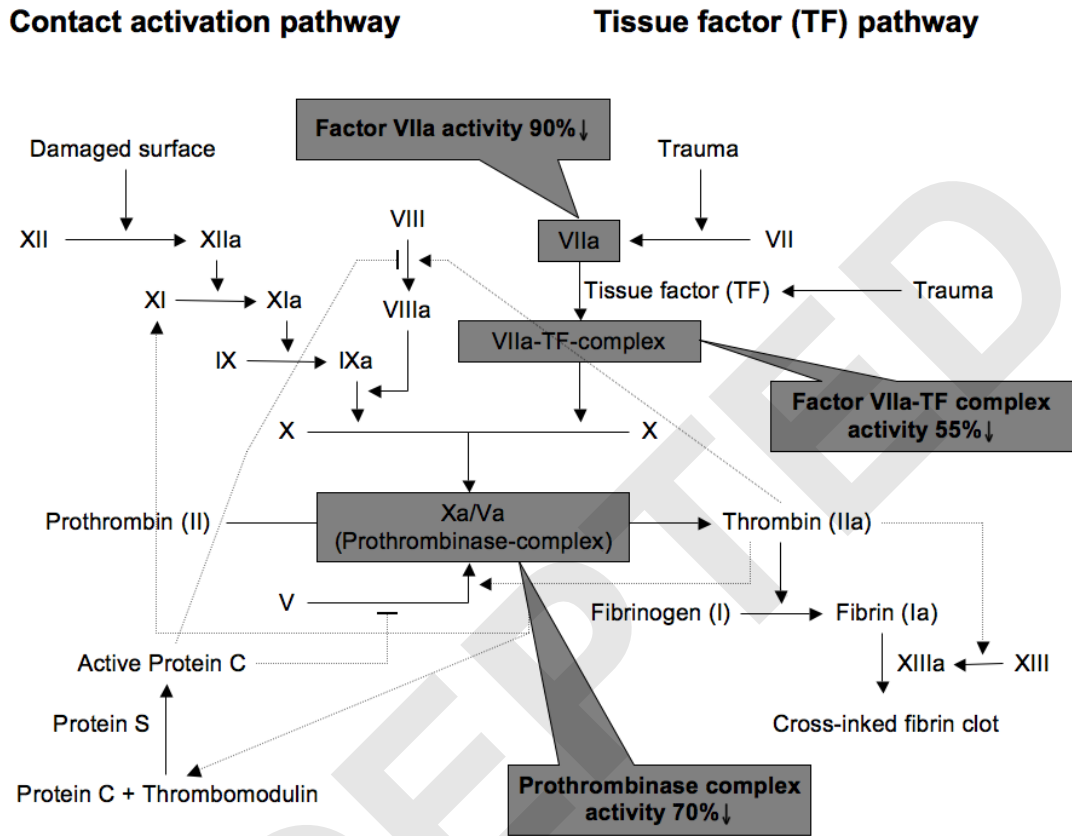 Contact activation pathway
Tissue factor (TF) pathway
Factor VIIa activity 90%↓
Damaged surface
Trauma
XII
XIIa
VIII
VIIa
VII
XI
XIa
VIIIa
Tissue factor (TF)
Trauma
IX
IXa
VIIa-TF-complex
Factor VIIa-TF complex
activity 55%↓
X
X
Prothrombin (II)
Xa/Va
(Prothrombinase-complex)
Thrombin (IIa)
V
Fibrinogen (I)
Fibrin (Ia)
Active Protein C
XIIIa
XIII
Protein S
Cross-inked fibrin clot
Protein C + Thrombomodulin
Prothrombinase complex
activity 70%↓
EPTED